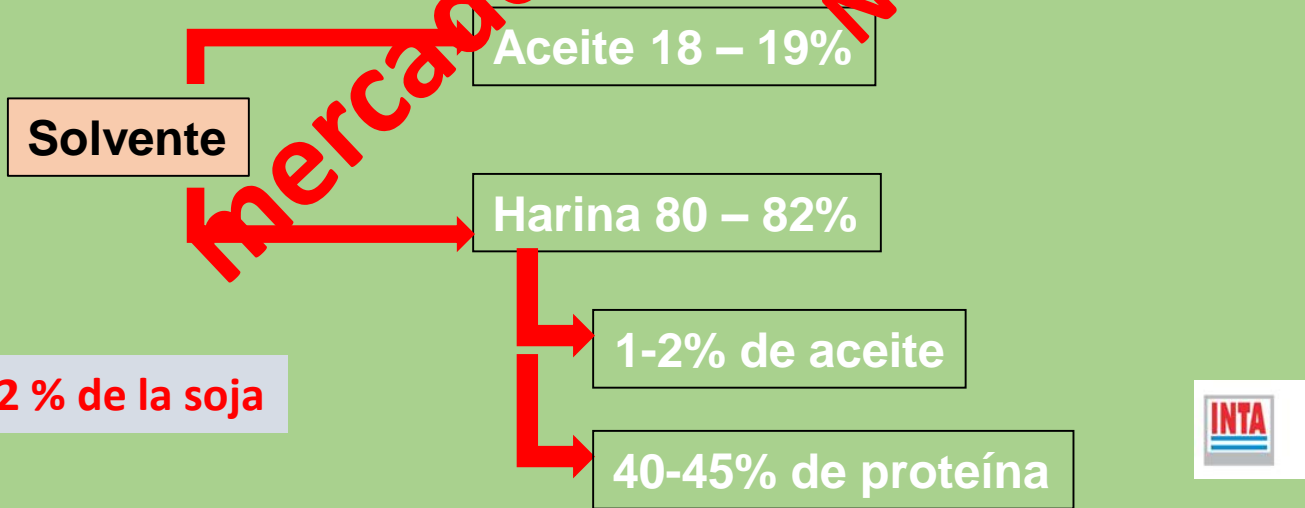 Aceite 18 – 19%
Solvente
mercado
Harina 80 – 82%
1-2% de aceite
2 % de la soja
INTA
40-45% de proteína